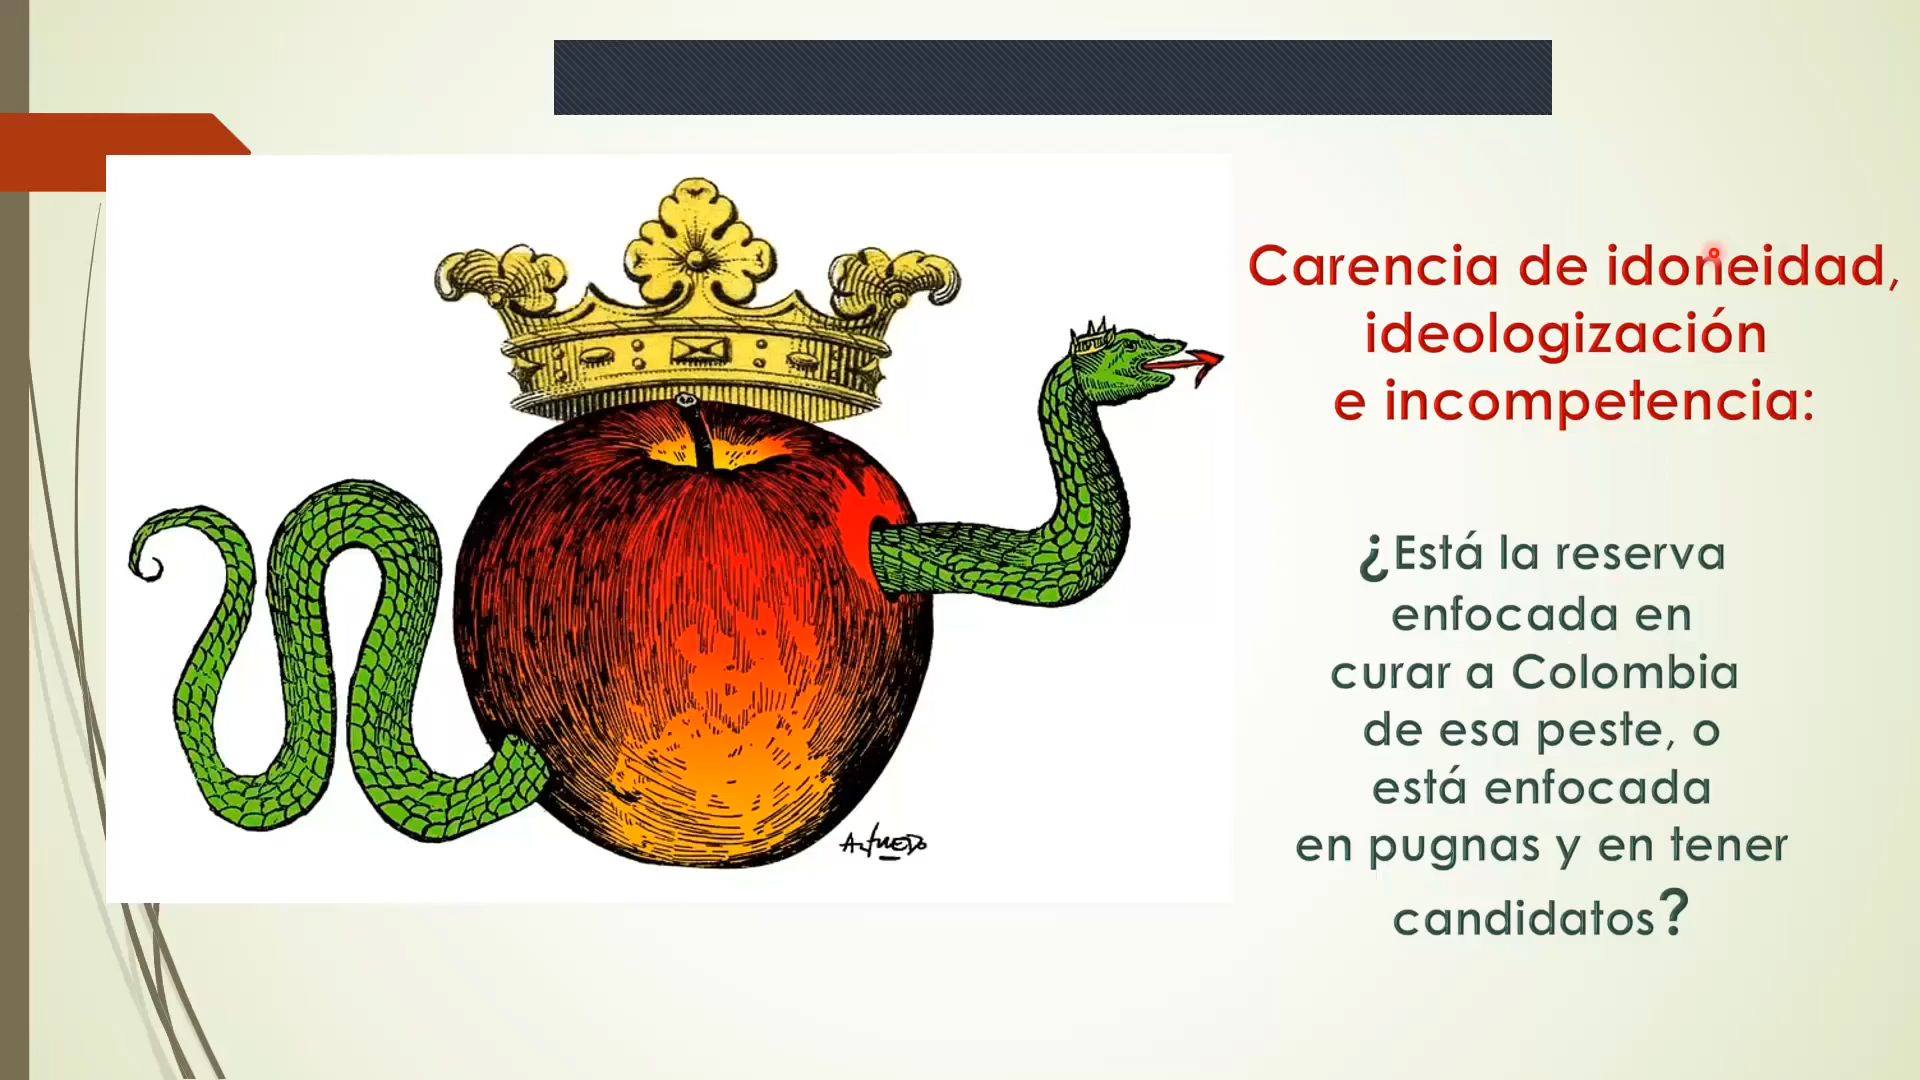 Carencia de idoneidad,
ideologización
e incompetencia:
¿Está la reserva
enfocada en
curar a Colombia
de esa peste, o
está enfocada
en pugnas y en tener
candidatos?